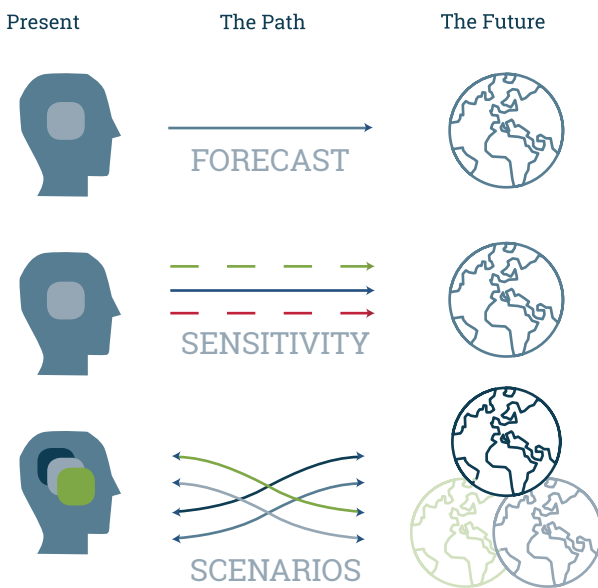 Present
The Path
The Future
FORECAST
SENSITIVITY
SCENARIOS